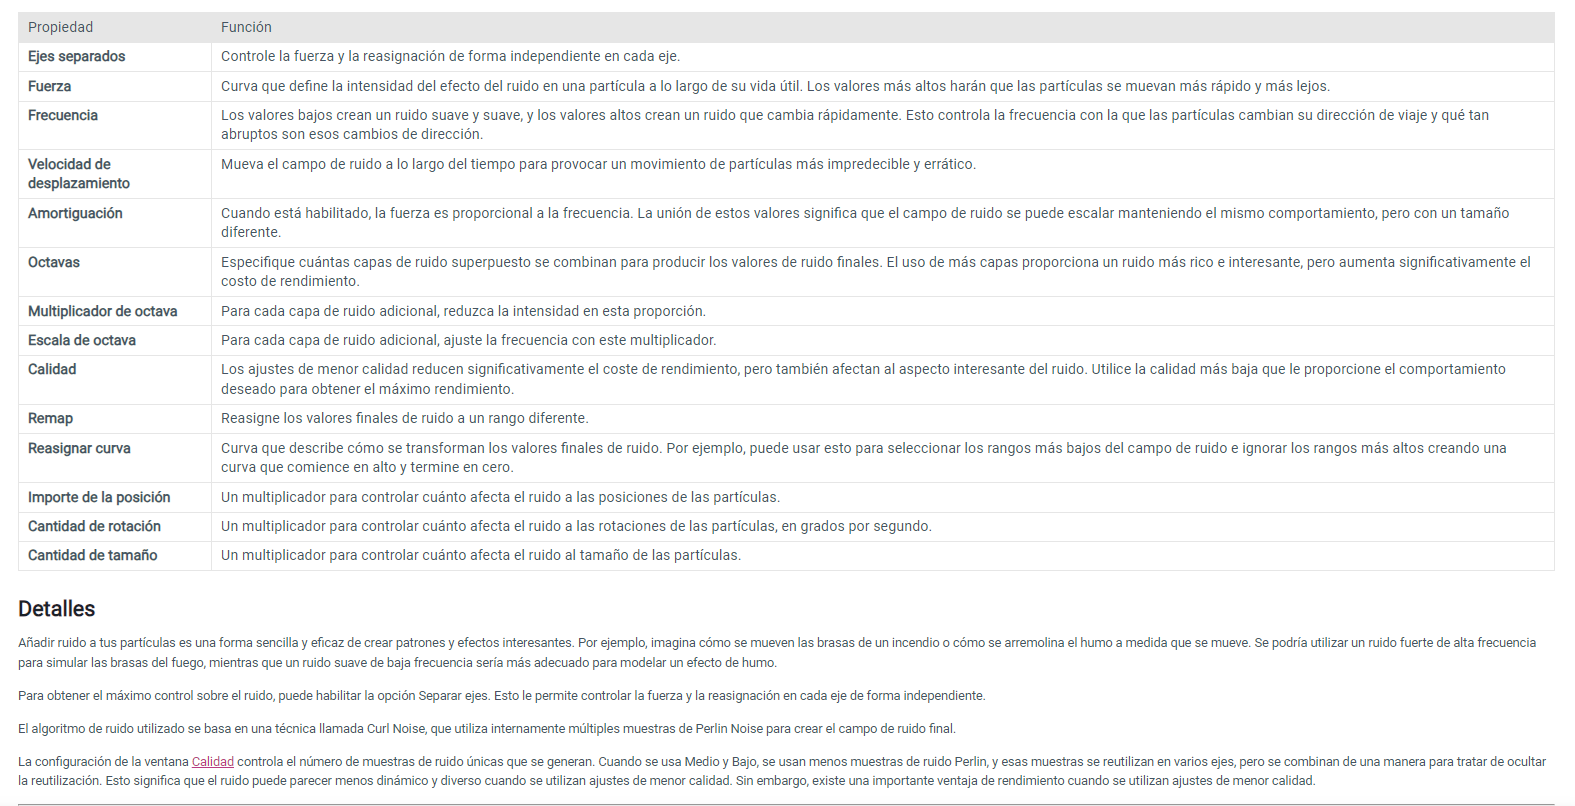 Propiedad Función
Ejes separados Controle la fuerza y la reasignación de forma independiente en cada eje.
Fuerza Curva que define la intensidad del efecto del ruido en una partícula a lo largo de su vida útil. Los valores más altos harán que las partículas se muevan más rápido y más lejos.
Frecuencia Los valores bajos crean un ruido suave y suave, y los valores altos crean un ruido que cambia rápidamente. Esto controla la frecuencia con la que las partículas cambian su dirección de viaje y qué tan
abruptos son esos cambios de dirección.
Velocidad de Mueva el campo de ruido a lo largo del tiempo para provocar un movimiento de partículas más impredecible y errático.
desplazamiento
Amortiguación Cuando está habilitado, la fuerza es proporcional a la frecuencia. La unión de estos valores significa que el campo de ruido se puede escalar manteniendo el mismo comportamiento, pero con un tamaño
diferente.
Octavas Especifique cuántas capas de ruido superpuesto se combinan para producir los valores de ruido finales. El uso de más capas proporciona un ruido más rico e interesante, pero aumenta significativamente el
costo de rendimiento.
Multiplicador de octava Para cada capa de ruido adicional, reduzca la intensidad en esta proporción.
Escala de octava Para cada capa de ruido adicional, ajuste la frecuencia con este multiplicador.
Calidad Los ajustes de menor calidad reducen significativamente el coste de rendimiento, pero también afectan al aspecto interesante del ruido. Utilice la calidad más baja que le proporcione el comportamiento
deseado para obtener el máximo rendimiento.
Remap Reasigne los valores finales de ruido a un rango diferente.
Reasignar curva Curva que describe cómo se transforman los valores finales de ruido. Por ejemplo, puede usar esto para seleccionar los rangos más bajos del campo de ruido e ignorar los rangos más altos creando una
curva que comience en alto y termine en cero.
Importe de la posición Un multiplicador para controlar cuánto afecta el ruido a las posiciones de las partículas.
Cantidad de rotación Un multiplicador para controlar cuánto afecta el ruido a las rotaciones de las partículas, en grados por segundo.
Cantidad de tamaño Un multiplicador para controlar cuánto afecta el ruido al tamaño de las partículas.
Detalles
Añadir ruido a tus partículas es una forma sencilla y eficaz de crear patrones y efectos interesantes. Por ejemplo, imagina cómo se mueven las brasas de un incendio o cómo se arremolina el humo a medida que se mueve. Se podría utilizar un ruido fuerte de alta frecuencia
para simular las brasas del fuego, mientras que un ruido suave de baja frecuencia sería más adecuado para modelar un efecto de humo.
Para obtener el máximo control sobre el ruido, puede habilitar la opción Separar ejes. Esto le permite controlar la fuerza y la reasignación en cada eje de forma independiente.
El algoritmo de ruido utilizado se basa en una técnica llamada Curl Noise, que utiliza internamente múltiples muestras de Perlin Noise para crear el campo de ruido final.
La configuración de la ventana Calidad controla el número de muestras de ruido únicas que se generan. Cuando se usa Medio y Bajo, se usan menos muestras de ruido Perlin, y esas muestras se reutilizan en varios ejes, pero se combinan de una manera para tratar de ocultar
la reutilización. Esto significa que el ruido puede parecer menos dinámico y diverso cuando se utilizan ajustes de menor calidad. Sin embargo, existe una importante ventaja de rendimiento cuando se utilizan ajustes de menor calidad.